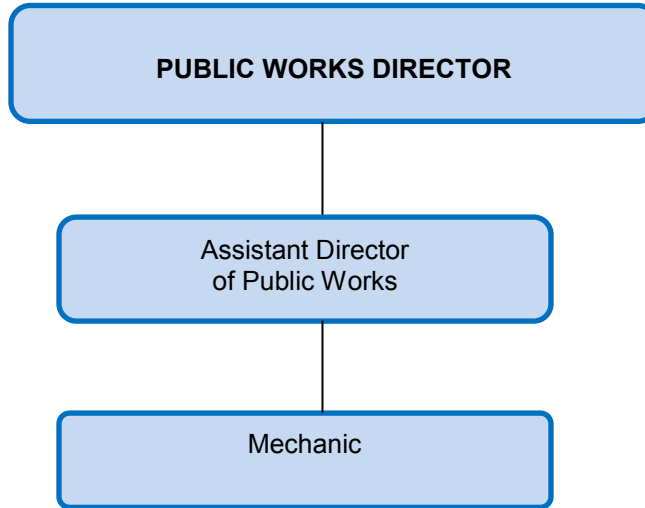 PUBLIC WORKS DIRECTOR
Assistant Director
of Public Works
Mechanic